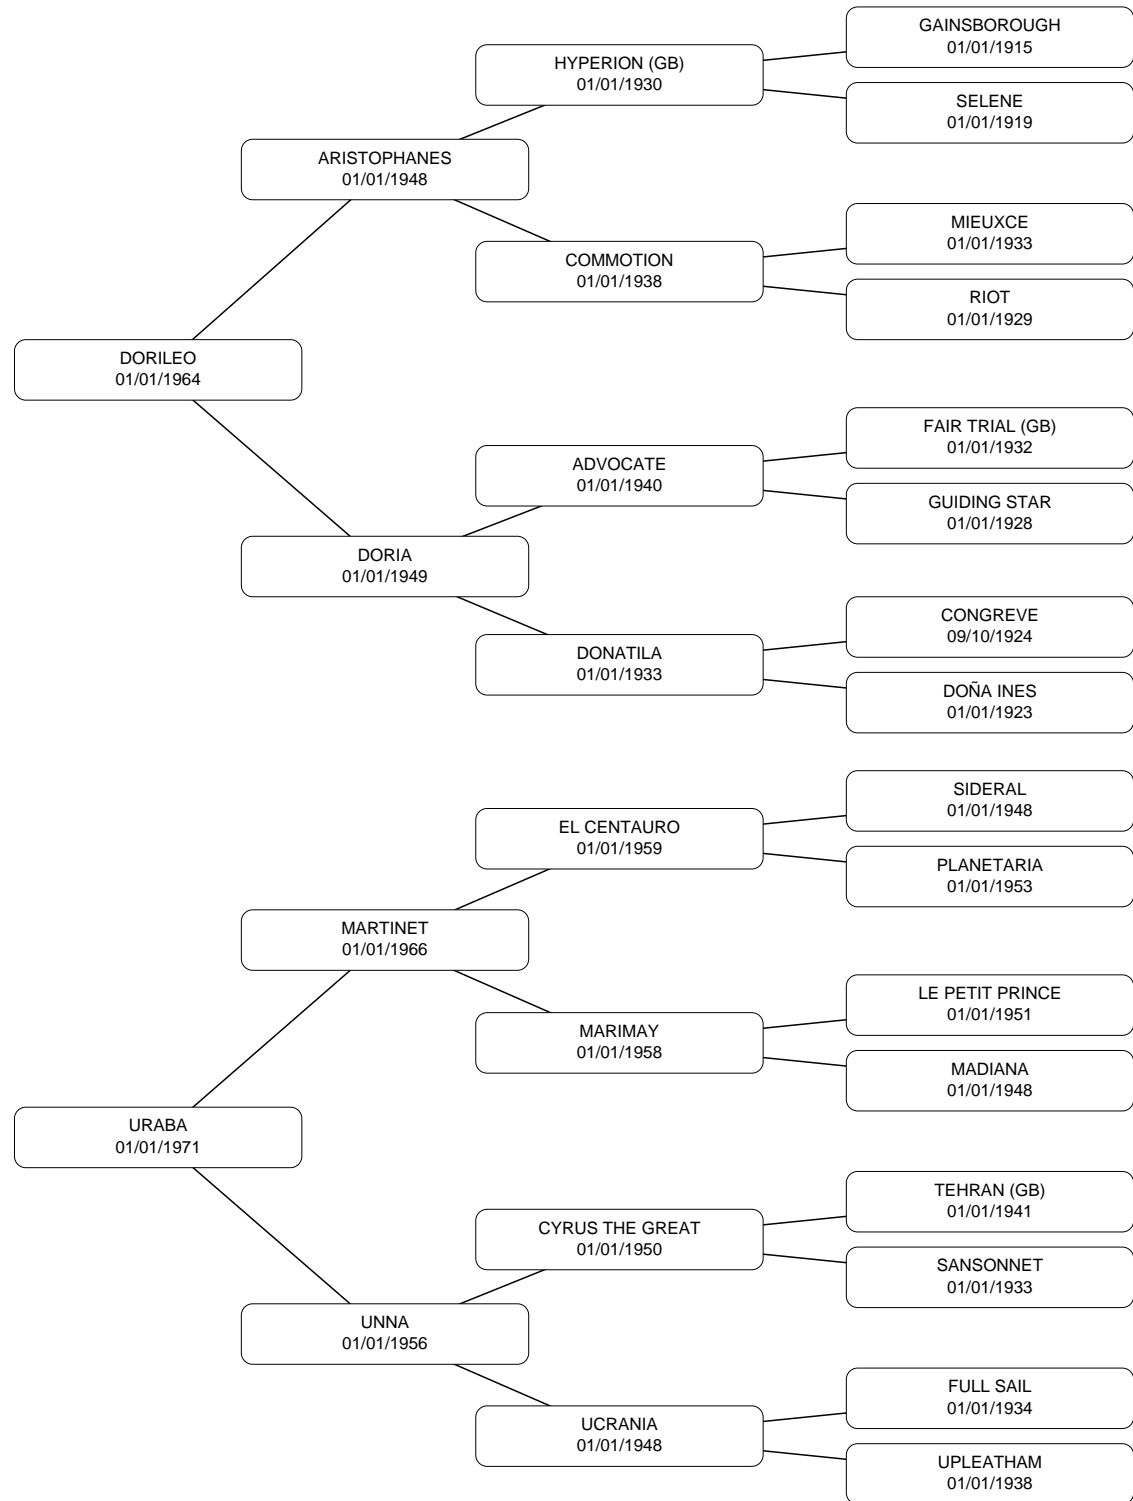 GAINSBOROUGH
01/01/1915
HYPERION (GB)
01/01/1930
SELENE
01/01/1919
ARISTOPHANES
01/01/1948
MIEUXCE
01/01/1933
COMMOTION
01/01/1938
RIOT
01/01/1929
DORILEO
01/01/1964
FAIR TRIAL (GB)
01/01/1932
ADVOCATE
01/01/1940
GUIDING STAR
01/01/1928
DORIA
01/01/1949
CONGREVE
09/10/1924
DONATILA
01/01/1933
DOÑA INES
01/01/1923
SIDERAL
01/01/1948
EL CENTAURO
01/01/1959
PLANETARIA
01/01/1953
MARTINET
01/01/1966
LE PETIT PRINCE
01/01/1951
MARIMAY
01/01/1958
MADIANA
01/01/1948
URABA
01/01/1971
TEHRAN (GB)
01/01/1941
CYRUS THE GREAT
01/01/1950
SANSONNET
01/01/1933
UNNA
01/01/1956
FULL SAIL
01/01/1934
UCRANIA
01/01/1948
UPLEATHAM
01/01/1938